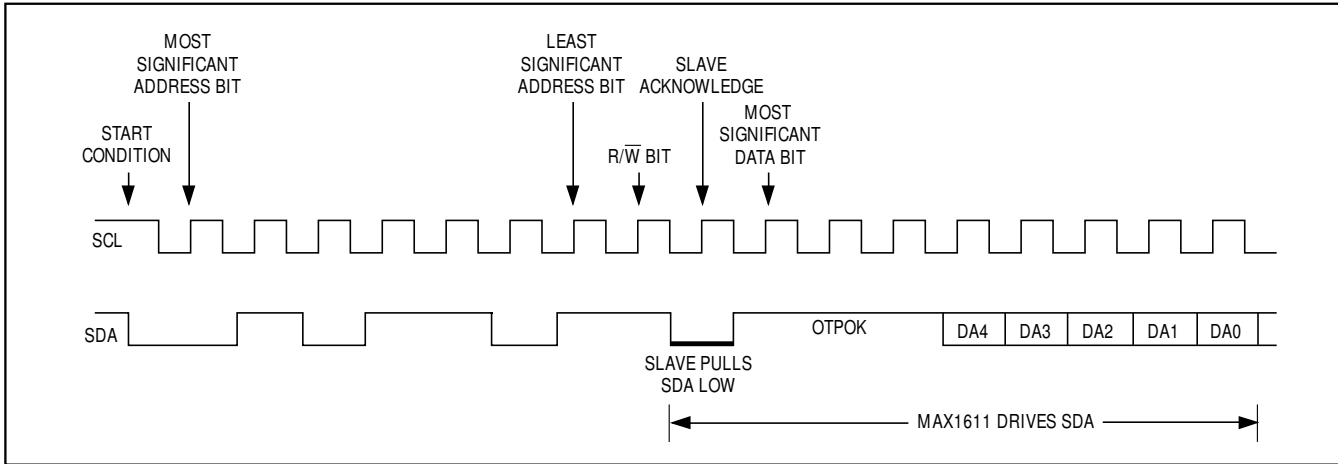 MOST
SIGNIFICANT
ADDRESS BIT
LEAST
SIGNIFICANT
ADDRESS BIT
SLAVE
ACKNOWLEDGE
MOST
SIGNIFICANT
DATA BIT
START
CONDITION
R/W̅ BIT
SCL
SDA
OTPOK
DA4
DA3
DA2
DA1
DA0
SLAVE PULLS
SDA LOW
MAX1611 DRIVES SDA